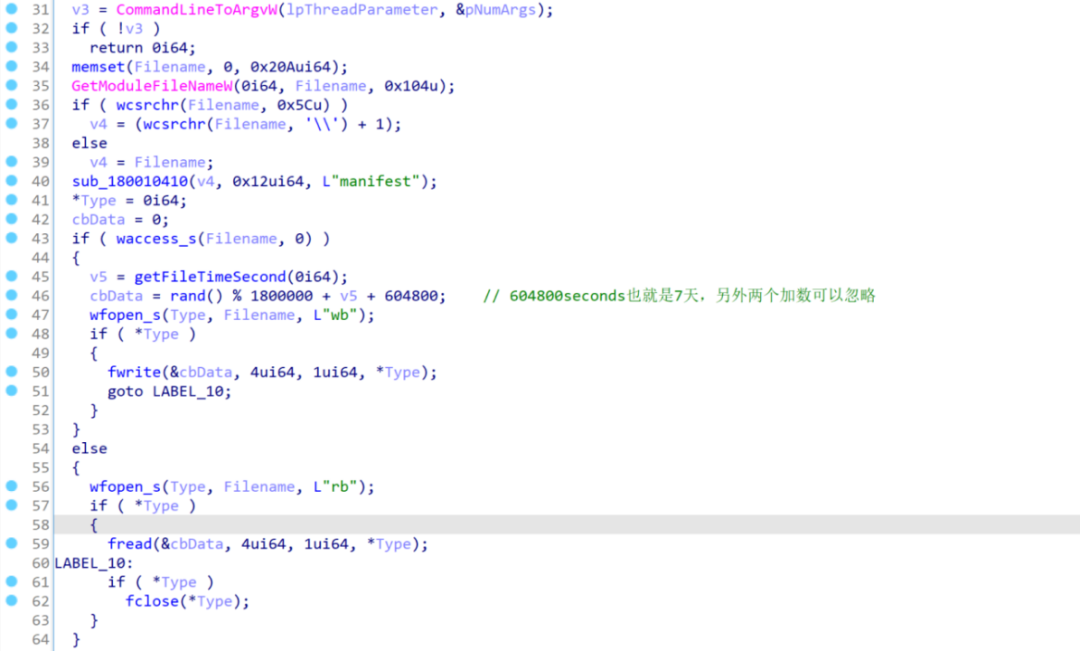 31 v3 = CommandLineToArgvW(lpThreadParameter, &pNumArgs);
32 if ( !v3 )
33 return 0i64;
34 memset(Filename, 0, 0x20Aui64);
35 GetModuleFileNameW(0i64, Filename, 0x104u);
36 if ( wcsrchr(Filename, 0x5Cu) )
37 v4 = (wcsrchr(Filename, '\\') + 1);
38 else
39 v4 = Filename;
40 sub_180010410(v4, 0x12ui64, L"manifest");
41 *Type = 0i64;
42 cbData = 0;
43 if ( waccess_s(Filename, 0) )
44 {
45 v5 = getFileTimeSecond(0i64);
46 cbData = rand() % 1800000 + v5 + 604800; // 604800seconds也就是7天，另外两个加数可以忽略
47 wfopen_s(Type, Filename, L"wb");
48 if ( *Type )
49 {
50 fwrite(&cbData, 4ui64, 1ui64, *Type);
51 goto LABEL_10;
52 }
53 }
54 else
55 {
56 wfopen_s(Type, Filename, L"rb");
57 if ( *Type )
58 {
59 fread(&cbData, 4ui64, 1ui64, *Type);
60 LABEL_10:
61 if ( *Type )
62 fclose(*Type);
63 }
64 }